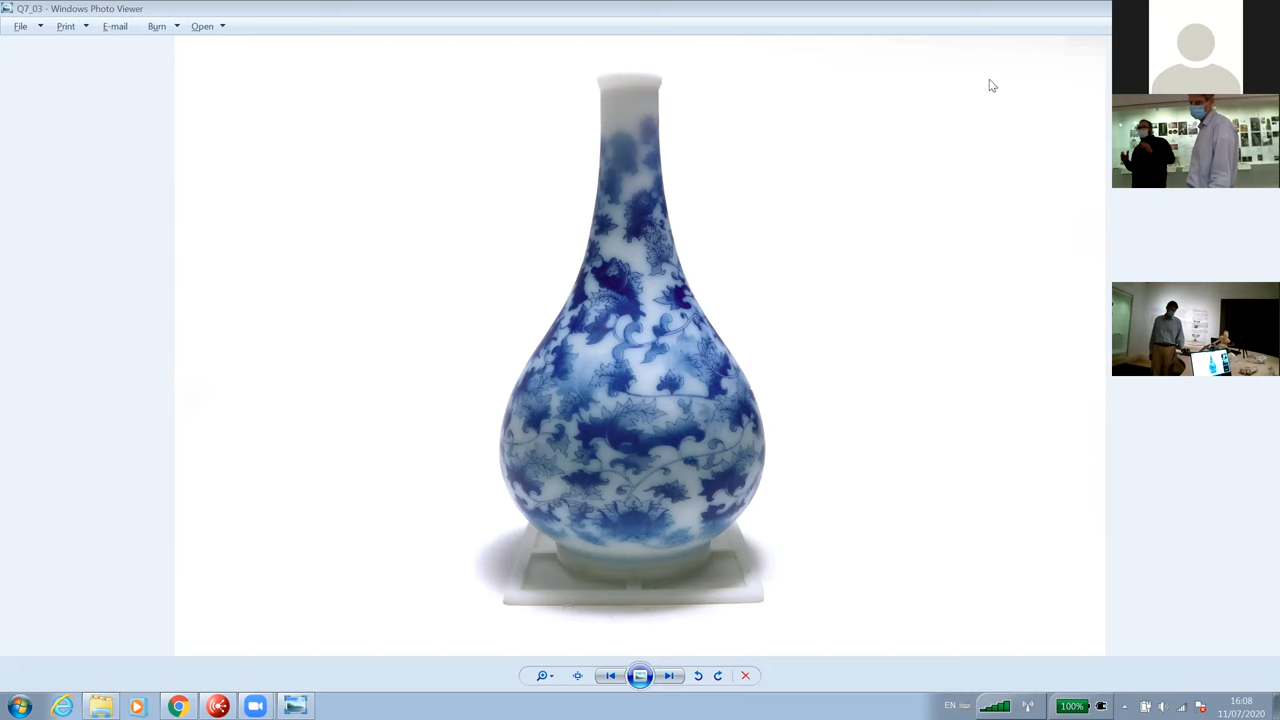 Q7_03 - Windows Photo Viewer
File Print E-mail Burn Open
EN
100%
16:08
11/07/2020